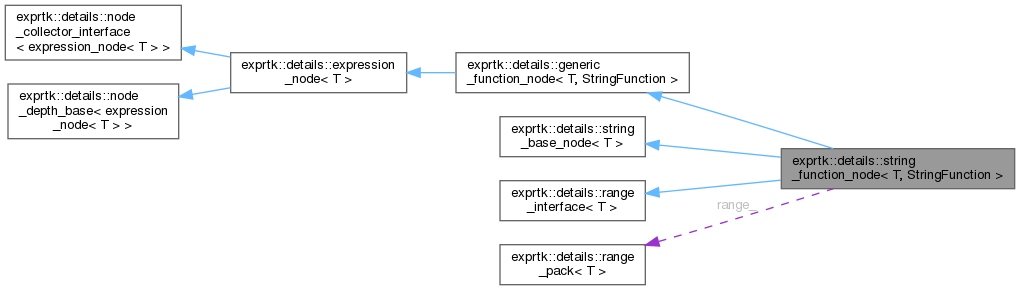 exprtk::details::node
_collector_interface
< expression_node< T > >
exprtk::details::node
_depth_base< expression
_node< T > >
exprtk::details::expression
_node< T >
exprtk::details::generic
_function_node< T, StringFunction >
exprtk::details::string
_base_node< T >
exprtk::details::range
_interface< T >
exprtk::details::range
_pack< T >
range_
exprtk::details::string
_function_node< T, StringFunction >